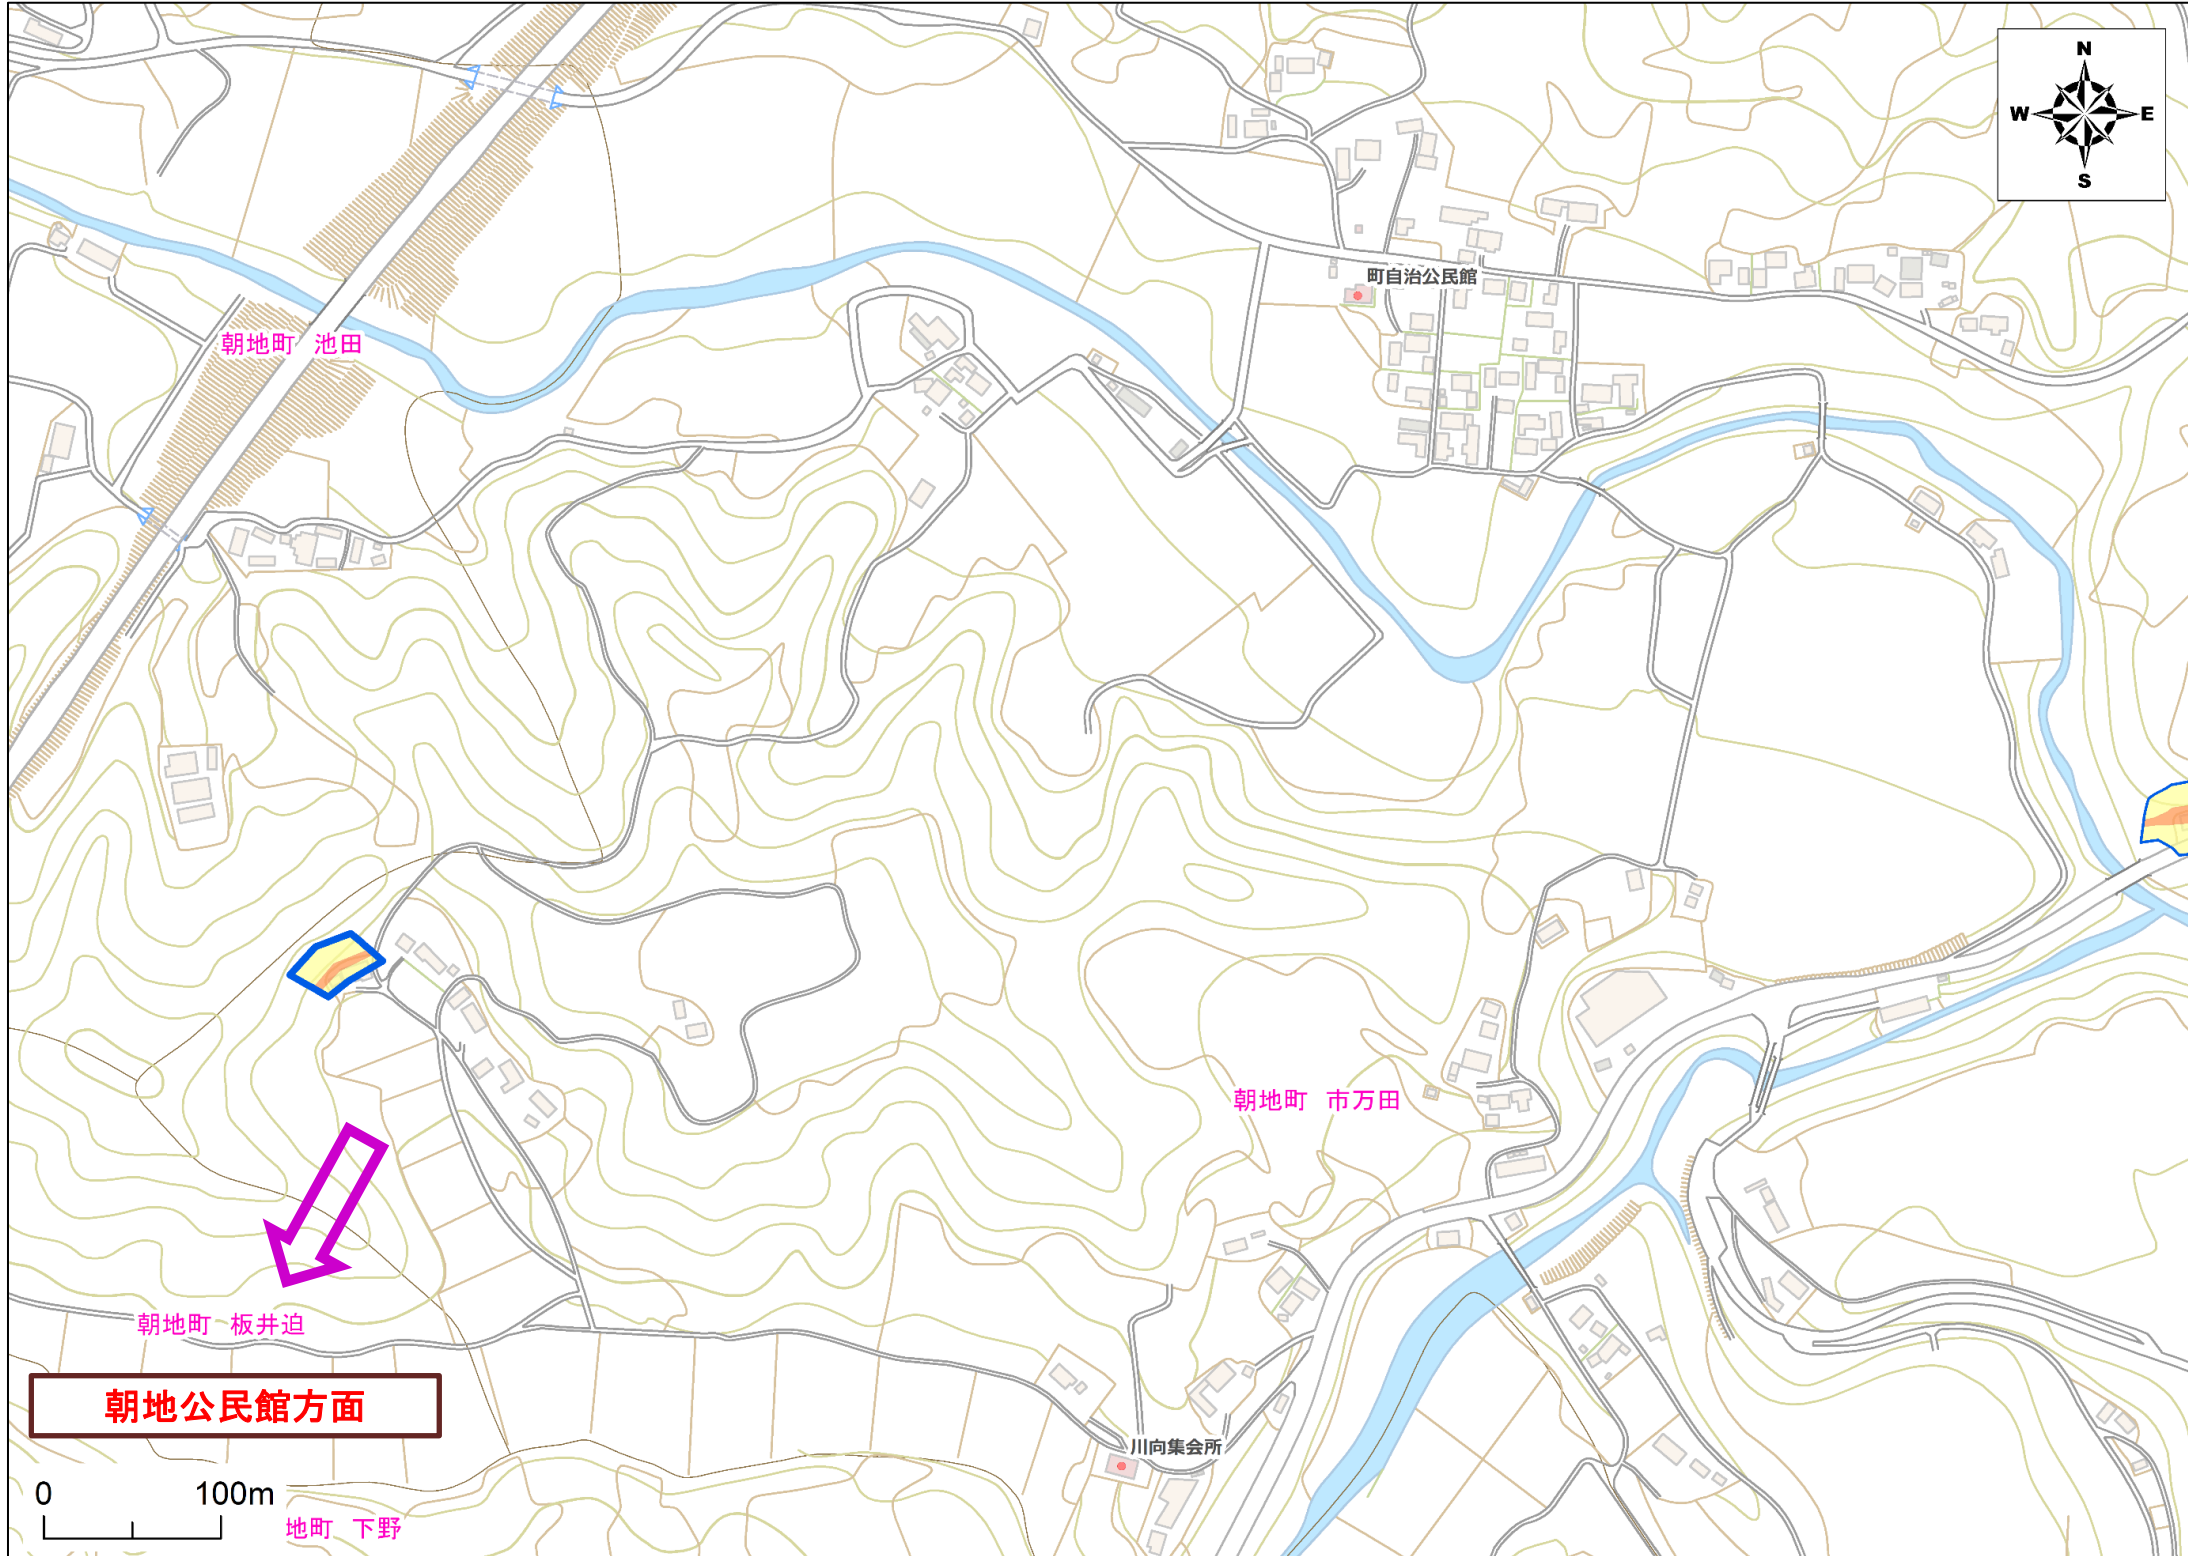 N
W E
S
町自治公民館
朝地町 池田
朝地町 市万田
朝地町 板井迫
朝地公民館方面
川向集会所
0 100m
地町 下野